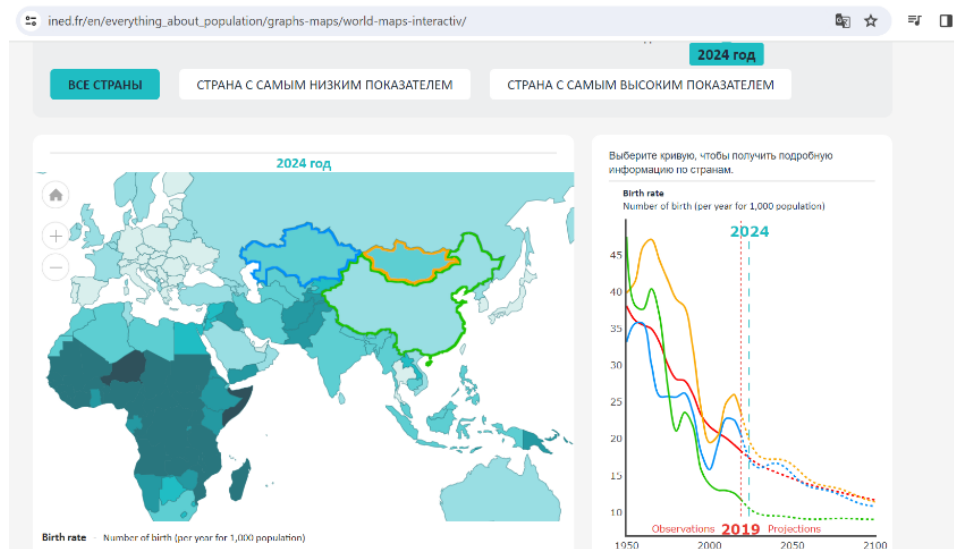 ined.fr/en/everything_about_population/graphs-maps/world-maps-interactiv/
2024 год
ВСЕ СТРАНЫ
СТРАНА С САМЫМ НИЗКИМ ПОКАЗАТЕЛЕМ
СТРАНА С САМЫМ ВЫСОКИМ ПОКАЗАТЕЛЕМ
2024 год
Birth rate - Number of birth (per year for 1,000 population)
Выберите кривую, чтобы получить подробную
информацию по странам.
Birth rate
Number of birth (per year for 1,000 population)
2024
45
40
35
30
25
20
15
10
Observations 2019 Projections
1950 2000 2050 2100